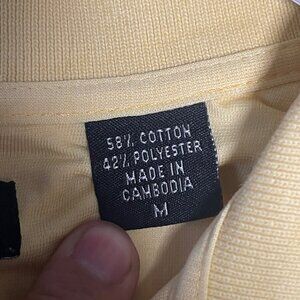 58% COTTON
42% POLYESTER
MADE IN
CAMBODIA
M